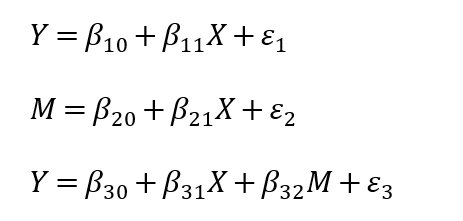 Y = β₁₀ + β₁₁X + ε₁
M = β₂₀ + β₂₁X + ε₂
Y = β₃₀ + β₃₁X + β₃₂M + ε₃